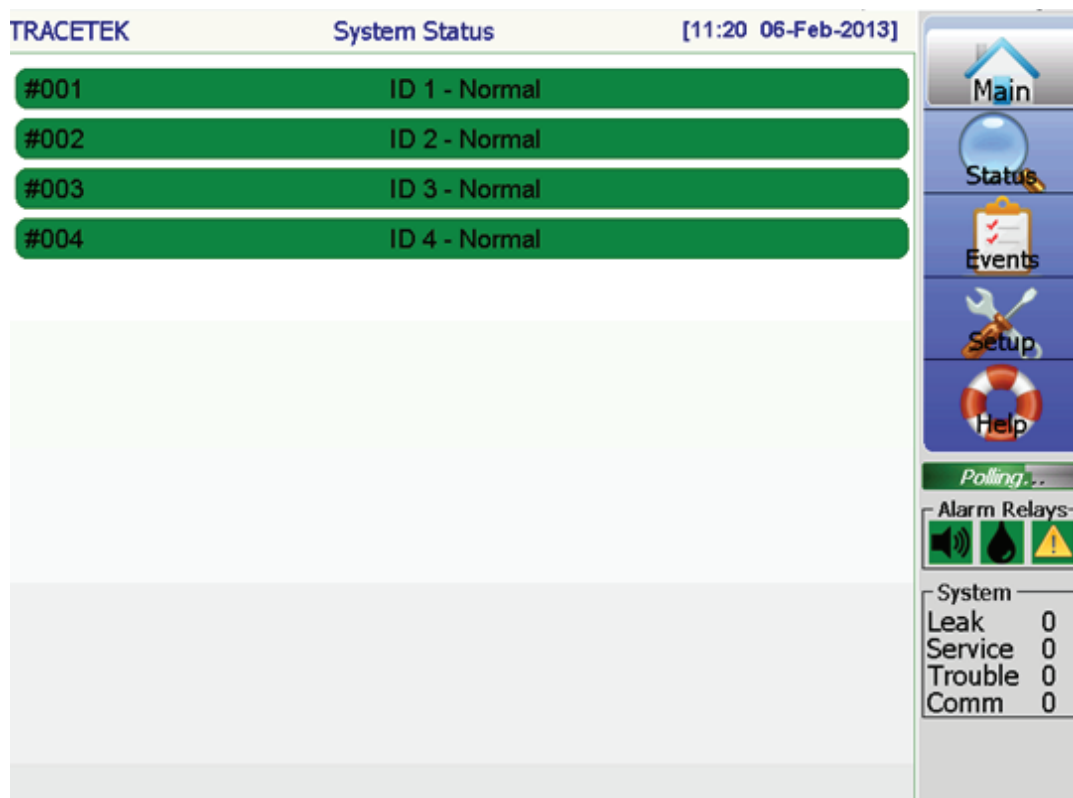 TRACETEK System Status [11:20 06-Feb-2013]
#001 ID 1 - Normal
#002 ID 2 - Normal
#003 ID 3 - Normal
#004 ID 4 - Normal
Main
Status
Events
Setup
Help
Polling...
Alarm Relays
System
Leak 0
Service 0
Trouble 0
Comm 0